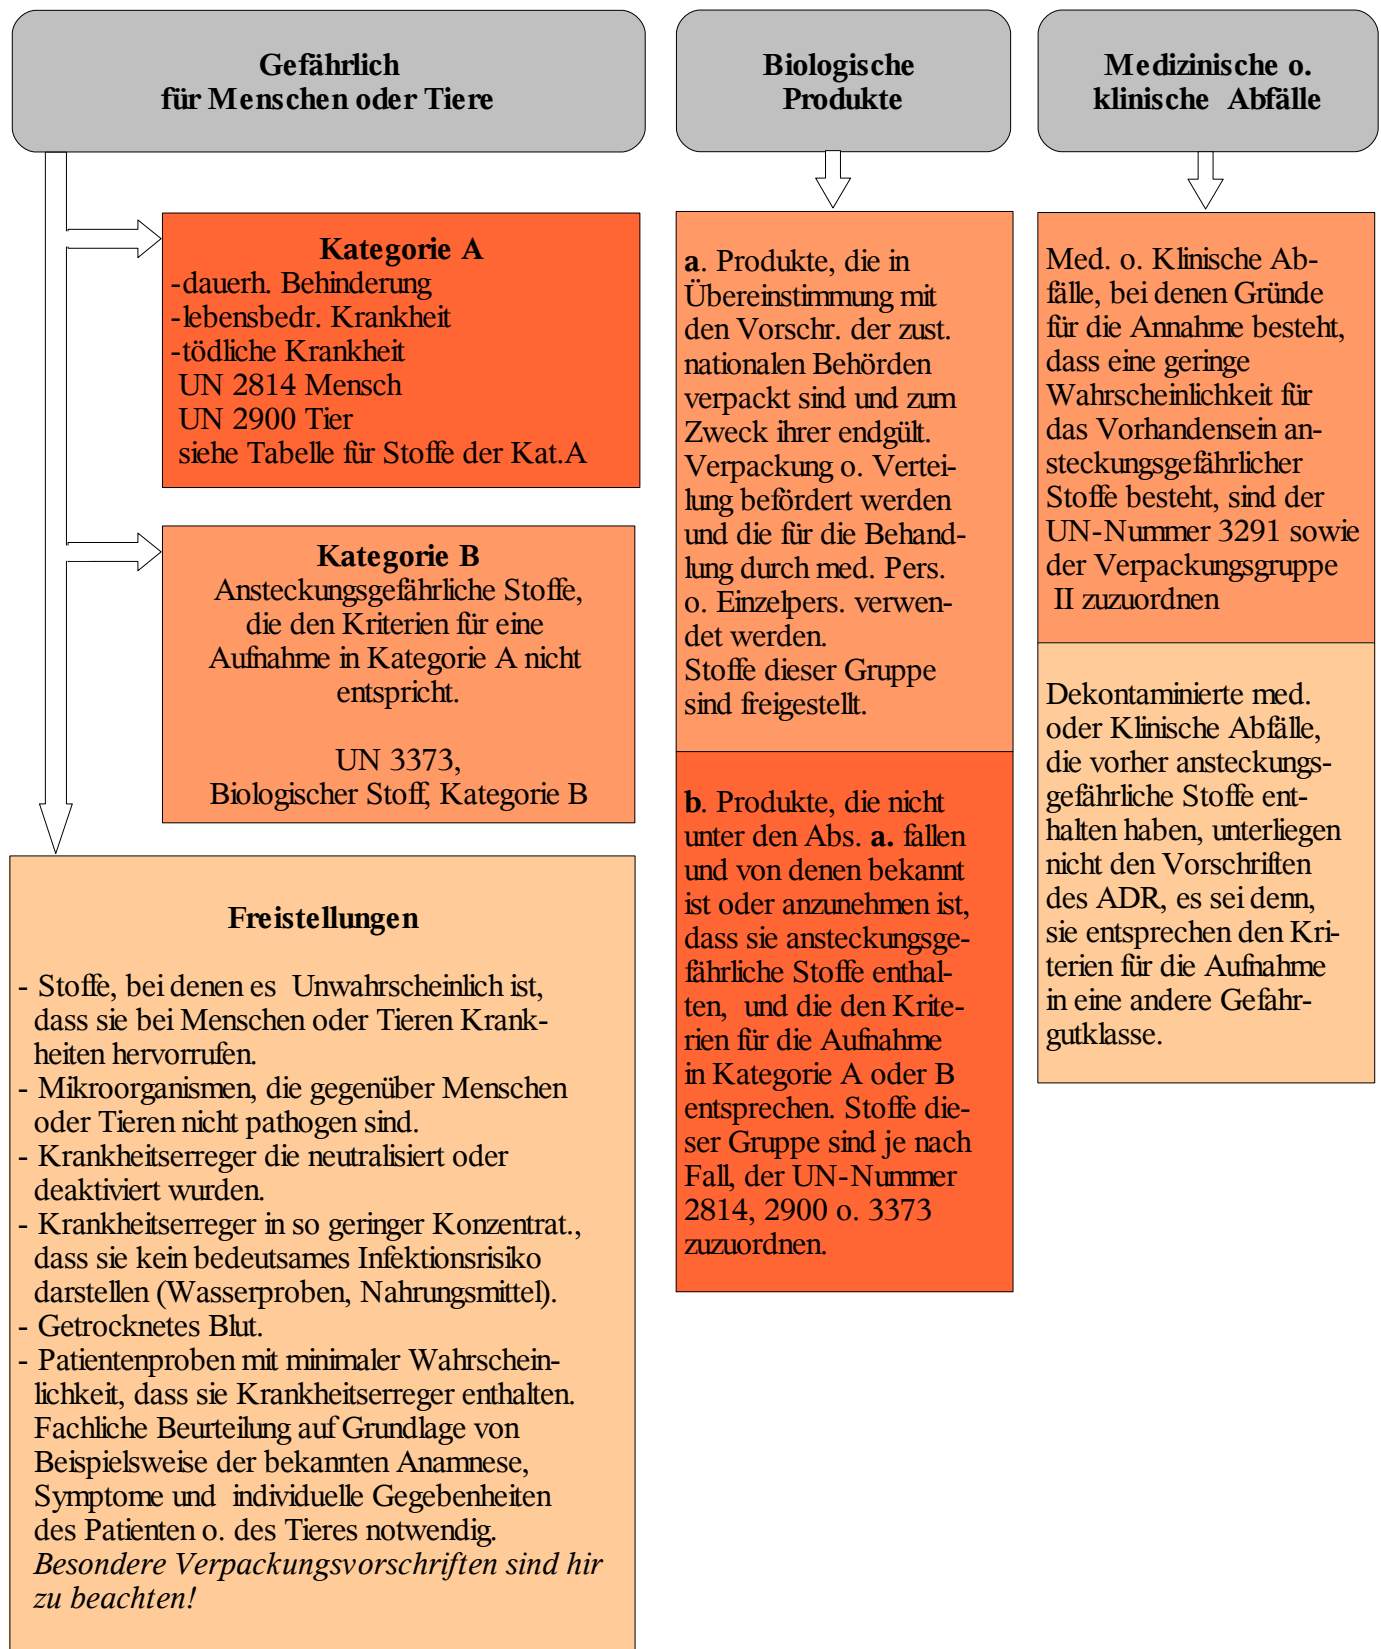 Gefährlich
für Menschen oder Tiere
Kategorie A
-dauerh. Behinderung
-lebensbedr. Krankheit
-tödliche Krankheit
UN 2814 Mensch
UN 2900 Tier
siehe Tabelle für Stoffe der Kat.A
Kategorie B
Ansteckungsgefährliche Stoffe,
die den Kriterien für eine
Aufnahme in Kategorie A nicht
entspricht.
UN 3373,
Biologischer Stoff, Kategorie B
Freistellungen
- Stoffe, bei denen es Unwahrscheinlich ist,
dass sie bei Menschen oder Tieren Krank-
heiten hervorrufen.
- Mikroorganismen, die gegenüber Menschen
oder Tieren nicht pathogen sind.
- Krankheitserreger die neutralisiert oder
deaktiviert wurden.
- Krankheitserreger in so geringer Konzentrat.,
dass sie kein bedeutsames Infektionsrisiko
darstellen (Wasserproben, Nahrungsmittel).
- Getrocknetes Blut.
- Patientenproben mit minimaler Wahrschein-
lichkeit, dass sie Krankheitserreger enthalten.
Fachliche Beurteilung auf Grundlage von
Beispielsweise der bekannten Anamnese,
Symptome und individuelle Gegebenheiten
des Patienten o. des Tieres notwendig.
Besondere Verpackungsvorschriften sind hir
zu beachten!
Biologische
Produkte
a. Produkte, die in
Übereinstimmung mit
den Vorschr. der zust.
nationalen Behörden
verpackt sind und zum
Zweck ihrer endgült.
Verpackung o. Vertei-
lung befördert werden
und die für die Behand-
lung durch med. Pers.
o. Einzelpers. verwen-
det werden.
Stoffe dieser Gruppe
sind freigestellt.
b. Produkte, die nicht
unter den Abs. a. fallen
und von denen bekannt
ist oder anzunehmen ist,
dass sie ansteckungsge-
fährliche Stoffe enthal-
ten, und die den Krite-
rien für die Aufnahme
in Kategorie A oder B
entsprechen. Stoffe die-
ser Gruppe sind je nach
Fall, der UN-Nummer
2814, 2900 o. 3373
zuzuordnen.
Medizinische o.
klinische Abfälle
Med. o. Klinische Ab-
fälle, bei denen Gründe
für die Annahme besteht,
dass eine geringe
Wahrscheinlichkeit für
das Vorhandensein an-
steckungsgefährlicher
Stoffe besteht, sind der
UN-Nummer 3291 sowie
der Verpackungsgruppe
II zuzuordnen
Dekontaminierte med.
oder Klinische Abfälle,
die vorher ansteckungs-
gefährliche Stoffe ent-
halten haben, unterliegen
nicht den Vorschriften
des ADR, es sei denn,
sie entsprechen den Kri-
terien für die Aufnahme
in eine andere Gefahr-
gutklasse.